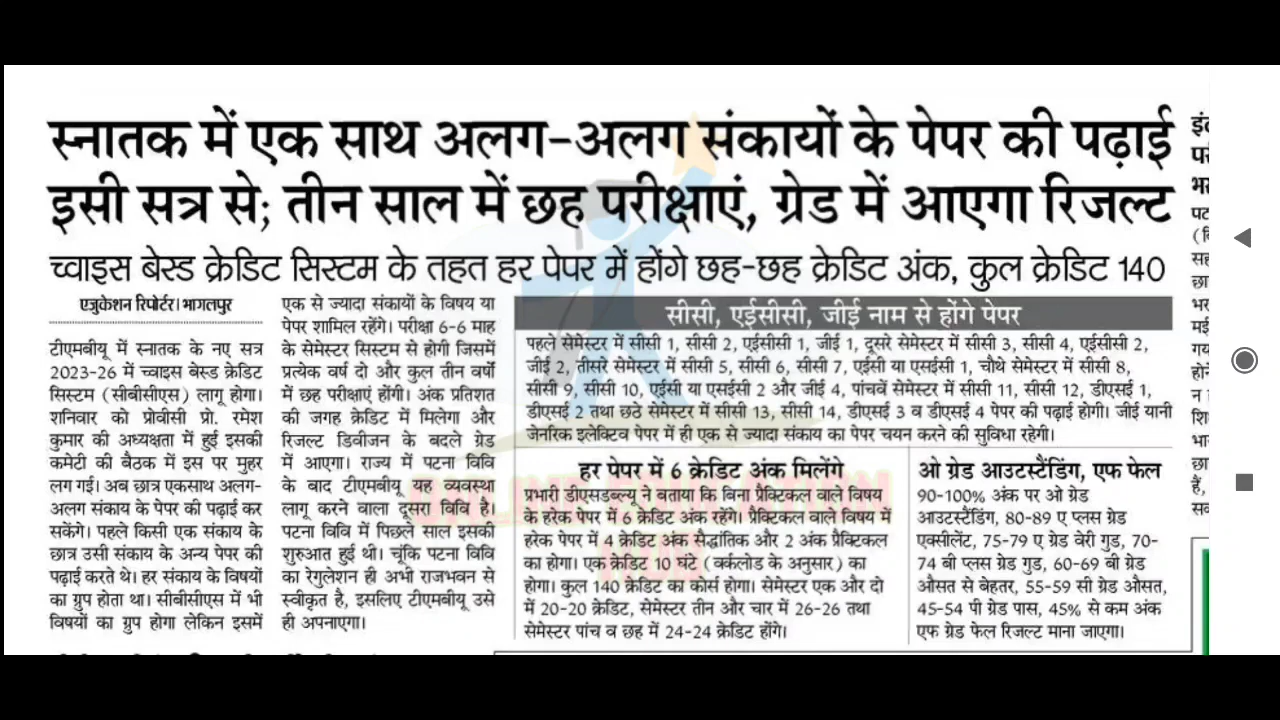 स्नातक में एक साथ अलग-अलग संकायों के पेपर की पढ़ाई
इसी सत्र से; तीन साल में छह परीक्षाएं, ग्रेड में आएगा रिजल्ट
च्वाइस बेस्ड क्रेडिट सिस्टम के तहत हर पेपर में होंगे छह-छह क्रेडिट अंक, कुल क्रेडिट 140
एजुकेशन रिपोर्टर। भागलपुर
टीएमबीयू में स्नातक के नए सत्र
2023-26 में च्वाइस बेस्ड क्रेडिट
सिस्टम (सीबीसीएस) लागू होगा।
शनिवार को प्रोवीसी प्रो. रमेश
कुमार की अध्यक्षता में हुई इसकी
कमेटी की बैठक में इस पर मुहर
लग गई। अब छात्र एकसाथ अलग-
अलग संकाय के पेपर की पढ़ाई कर
सकेंगे। पहले किसी एक संकाय के
छात्र उसी संकाय के अन्य पेपर की
पढ़ाई करते थे। हर संकाय के विषयों
का ग्रुप होता था। सीबीसीएस में भी
विषयों का ग्रुप होगा लेकिन इसमें
एक से ज्यादा संकायों के विषय या
पेपर शामिल रहेंगे। परीक्षा 6-6 माह
के सेमेस्टर सिस्टम से होगी जिसमें
प्रत्येक वर्ष दो और कुल तीन वर्षों
में छह परीक्षाएं होंगी। अंक प्रतिशत
की जगह क्रेडिट में मिलेगा और
रिजल्ट डिवीजन के बदले ग्रेड
में आएगा। राज्य में पटना विवि
के बाद टीएमबीयू यह व्यवस्था
लागू करने वाला दूसरा विवि है।
पटना विवि में पिछले साल इसकी
शुरुआत हुई थी। चूंकि पटना विवि
का रेगुलेशन ही अभी राजभवन से
स्वीकृत है, इसलिए टीएमबीयू उसे
ही अपनाएगा।
सीसी, एईसीसी, जीई नाम से होंगे पेपर
पहले सेमेस्टर में सीसी 1, सीसी 2, एईसीसी 1, जीई 1, दूसरे सेमेस्टर में सीसी 3, सीसी 4, एईसीसी 2,
जीई 2, तीसरे सेमेस्टर में सीसी 5, सीसी 6, सीसी 7, एईसी या एसईसी 1, चौथे सेमेस्टर में सीसी 8,
सीसी 9, सीसी 10, एईसी या एसईसी 2 और जीई 4, पांचवें सेमेस्टर में सीसी 11, सीसी 12, डीएसई 1,
डीएसई 2 तथा छठे सेमेस्टर में सीसी 13, सीसी 14, डीएसई 3 व डीएसई 4 पेपर की पढ़ाई होगी। जीई यानी
जेनरिक इलेक्टिव पेपर में ही एक से ज्यादा संकाय का पेपर चयन करने की सुविधा रहेगी।
हर पेपर में 6 क्रेडिट अंक मिलेंगे
प्रभारी डीएसडब्ल्यू ने बताया कि बिना प्रैक्टिकल वाले विषय
के हरेक पेपर में 6 क्रेडिट अंक रहेंगे। प्रैक्टिकल वाले विषय में
हरेक पेपर में 4 क्रेडिट अंक सैद्धांतिक और 2 अंक प्रैक्टिकल
का होगा। एक क्रेडिट 10 घंटे (वर्कलोड के अनुसार) का
होगा। कुल 140 क्रेडिट का कोर्स होगा। सेमेस्टर एक और दो
में 20-20 क्रेडिट, सेमेस्टर तीन और चार में 26-26 तथा
सेमेस्टर पांच व छह में 24-24 क्रेडिट होंगे।
ओ ग्रेड आउटस्टैंडिंग, एफ फेल
90-100% अंक पर ओ ग्रेड
आउटस्टैंडिंग, 80-89 ए प्लस ग्रेड
एक्सीलेंट, 75-79 ए ग्रेड वेरी गुड, 70-
74 बी प्लस ग्रेड गुड, 60-69 बी ग्रेड
औसत से बेहतर, 55-59 सी ग्रेड औसत,
45-54 पी ग्रेड पास, 45% से कम अंक
एफ ग्रेड फेल रिजल्ट माना जाएगा।
ONLINE EDUCATION
HUB